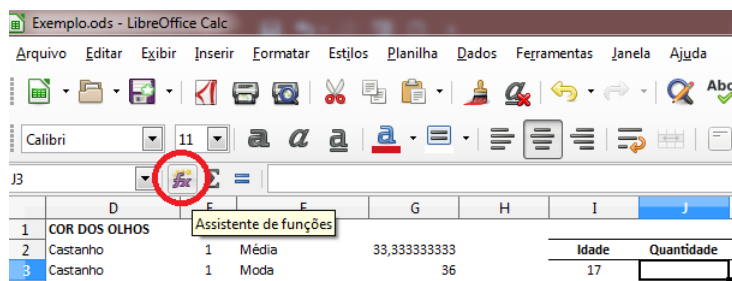 Exemplo.ods - LibreOffice Calc
Arquivo Editar Exibir Inserir Formatar Estilos Planilha Dados Ferramentas Janela Ajuda
Abc
Calibri 11 a a a a
J3 fx Σ =
D E F G H I J
Assistente de funções
1 COR DOS OLHOS
2 Castanho 1 Média 33,333333333 Idade Quantidade
3 Castanho 1 Moda 36 17